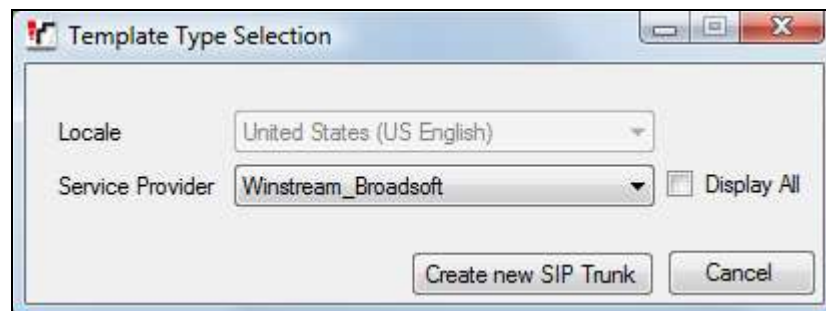 Template Type Selection
Locale United States (US English)
Service Provider Winstream_Broadsoft Display All
Create new SIP Trunk Cancel